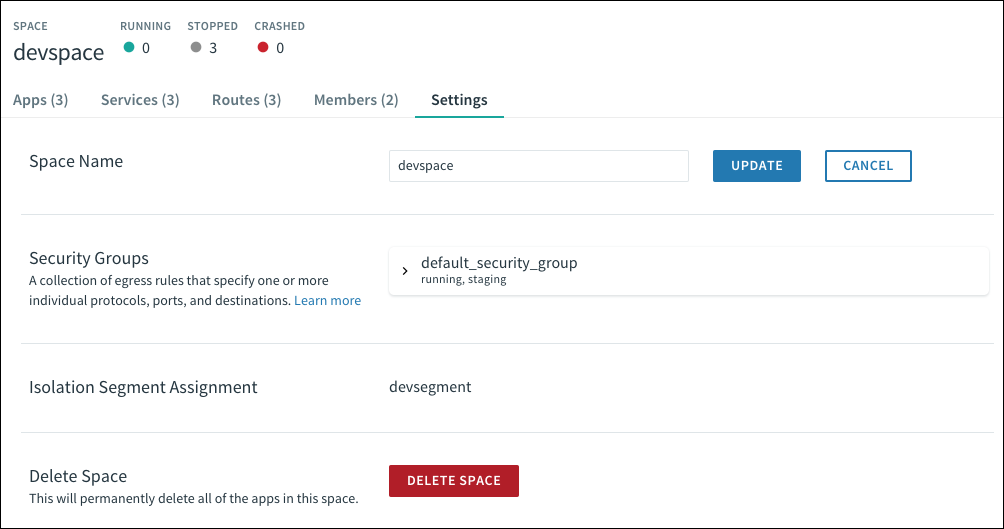 SPACE
devspace
RUNNING STOPPED CRASHED
0 3 0
Apps (3) Services (3) Routes (3) Members (2) Settings
Space Name
devspace
UPDATE CANCEL
Security Groups
A collection of egress rules that specify one or more
individual protocols, ports, and destinations. Learn more
default_security_group
running, staging
Isolation Segment Assignment
devsegment
Delete Space
This will permanently delete all of the apps in this space.
DELETE SPACE